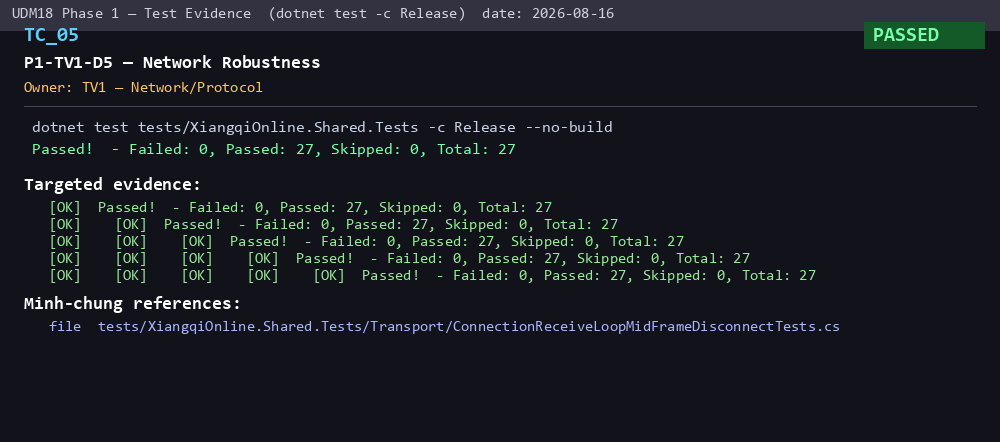 UDM18 Phase 1 — Test Evidence  (dotnet test -c Release)  date: 2026-08-16
TC_05
PASSED
P1-TV1-D5 — Network Robustness
Owner: TV1 — Network/Protocol
dotnet test tests/XiangqiOnline.Shared.Tests -c Release --no-build
Passed!  - Failed: 0, Passed: 27, Skipped: 0, Total: 27
Targeted evidence:
[OK]  Passed!  - Failed: 0, Passed: 27, Skipped: 0, Total: 27
[OK]    [OK]  Passed!  - Failed: 0, Passed: 27, Skipped: 0, Total: 27
[OK]    [OK]    [OK]  Passed!  - Failed: 0, Passed: 27, Skipped: 0, Total: 27
[OK]    [OK]    [OK]    [OK]  Passed!  - Failed: 0, Passed: 27, Skipped: 0, Total: 27
[OK]    [OK]    [OK]    [OK]    [OK]  Passed!  - Failed: 0, Passed: 27, Skipped: 0, Total: 27
Minh-chung references:
file  tests/XiangqiOnline.Shared.Tests/Transport/ConnectionReceiveLoopMidFrameDisconnectTests.cs